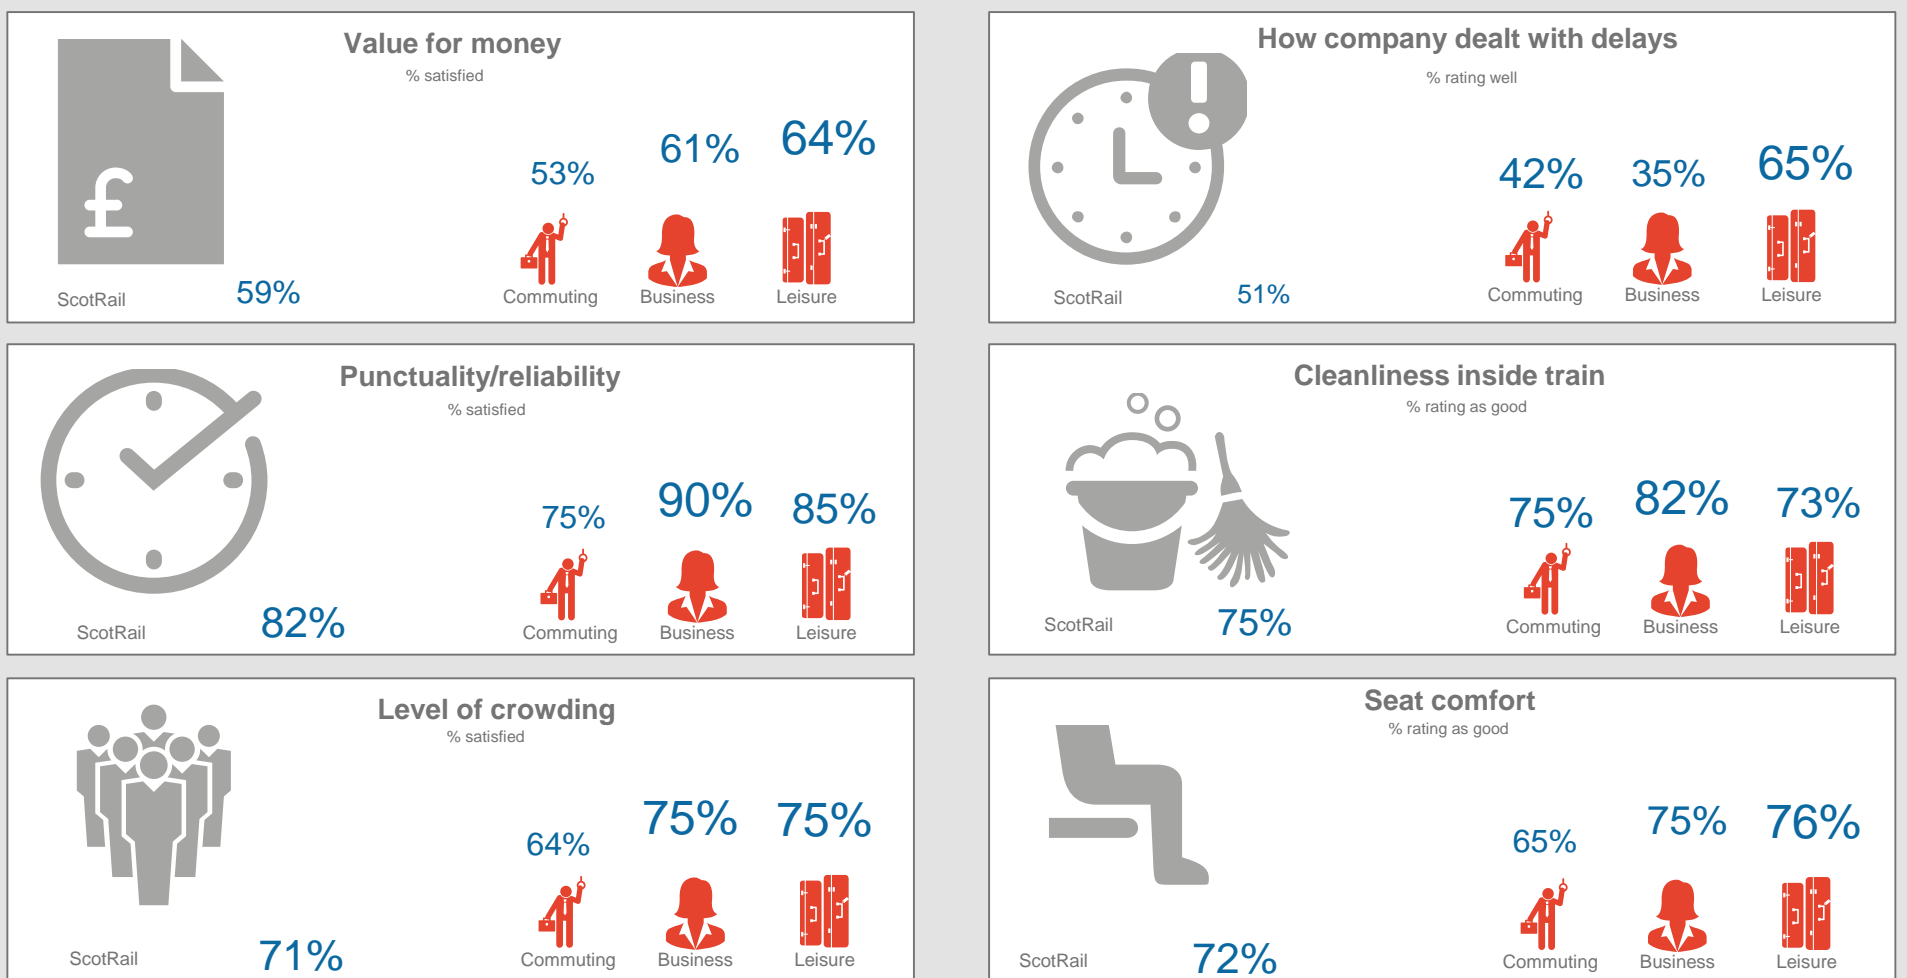 Value for money
% satisfied
53% 61% 64%
£
Commuting Business Leisure
ScotRail 59%
How company dealt with delays
% rating well
42% 35% 65%
Commuting Business Leisure
ScotRail 51%
Punctuality/reliability
% satisfied
75% 90% 85%
Commuting Business Leisure
ScotRail 82%
Cleanliness inside train
% rating as good
75% 82% 73%
Commuting Business Leisure
ScotRail 75%
Level of crowding
% satisfied
64% 75% 75%
Commuting Business Leisure
ScotRail 71%
Seat comfort
% rating as good
65% 75% 76%
Commuting Business Leisure
ScotRail 72%